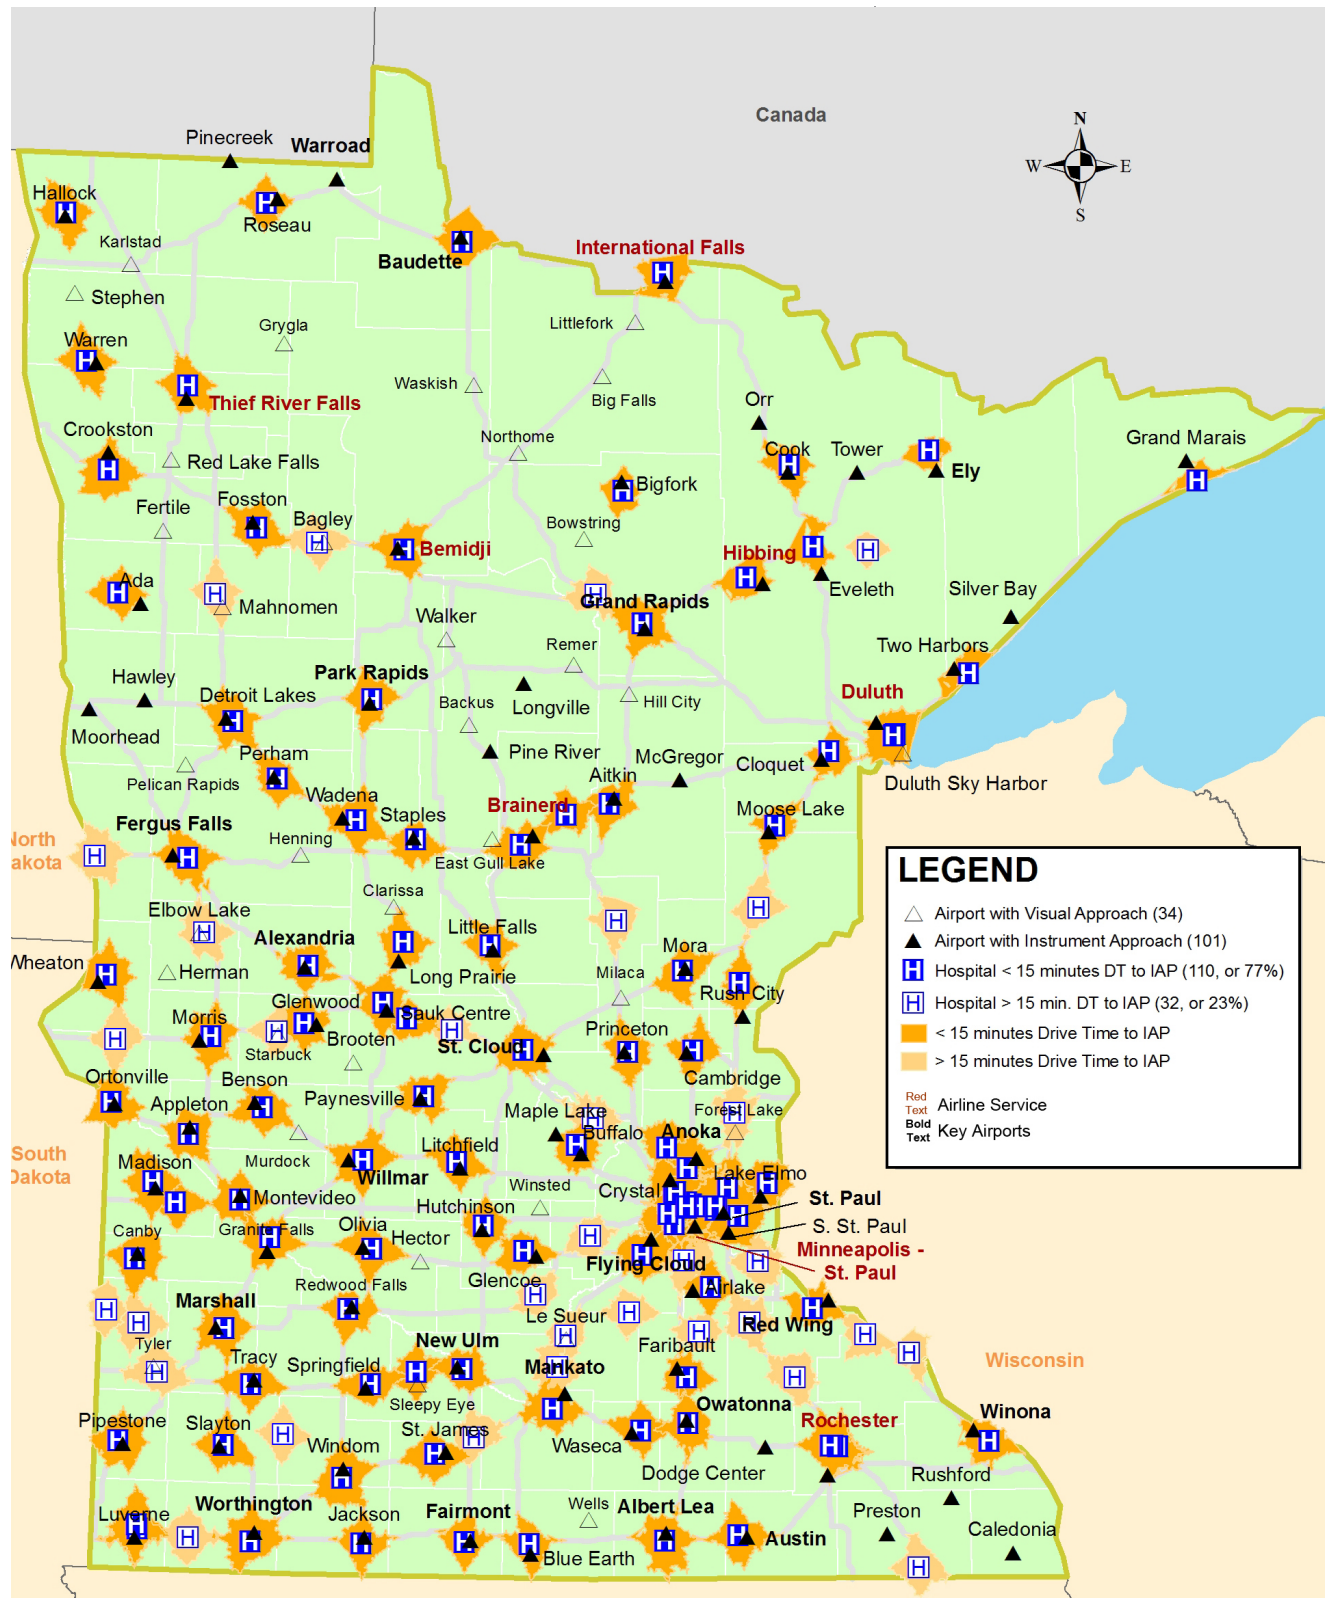 Canada
N
W
E
S
Pinecreek
Warroad
Hallock
Roseau
Karlstad
Baudette
International Falls
Stephen
Grygla
Littlefork
Warren
Waskish
Big Falls
Thief River Falls
Orr
Crookston
Northome
Cook
Tower
Grand Marais
Red Lake Falls
Ely
Bigfork
Fosston
Fertile
Bagley
Bowstring
Bemidji
Hibbing
Ada
Eveleth
Silver Bay
Mahnomen
Grand Rapids
Walker
Remer
Two Harbors
Park Rapids
Hawley
Detroit Lakes
Duluth
Backus
Hill City
Longville
Moorhead
Perham
Pine River
McGregor
Cloquet
Aitkin
Pelican Rapids
Duluth Sky Harbor
Wadena
Staples
Brainerd
Moose Lake
Fergus Falls
North
akota
Henning
East Gull Lake
LEGEND
Airport with Visual Approach (34)
Airport with Instrument Approach (101)
H Hospital < 15 minutes DT to IAP (110, or 77%)
H Hospital > 15 min. DT to IAP (32, or 23%)
< 15 minutes Drive Time to IAP
> 15 minutes Drive Time to IAP
Red
Text
Airline Service
Bold
Text
Key Airports
Clarissa
Elbow Lake
Alexandria
Little Falls
Mora
Wheaton
Herman
Long Prairie
Milaca
Rush City
Glenwood
Sauk Centre
Morris
Brooten
Starbuck
St. Cloud
Princeton
Ortonville
Benson
Cambridge
Appleton
Paynesville
Maple Lake
Forest Lake
Buffalo
Anoka
South
Dakota
Madison
Murdock
Litchfield
Willmar
Lake Elmo
Montevideo
Winsted
Crystal
St. Paul
Hutchinson
Canby
Granite Falls
Olivia
Hector
S. St. Paul
Minneapolis -
St. Paul
Flying Cloud
Glencoe
Redwood Falls
Airlake
Marshall
Le Sueur
Red Wing
Tyler
New Ulm
Faribault
Tracy
Springfield
Mankato
Wisconsin
Sleepy Eye
Owatonna
Pipestone
Slayton
St. James
Rochester
Winona
Windom
Waseca
Dodge Center
Rushford
Worthington
Luverne
Jackson
Fairmont
Wells
Albert Lea
Preston
Caledonia
Austin
Blue Earth